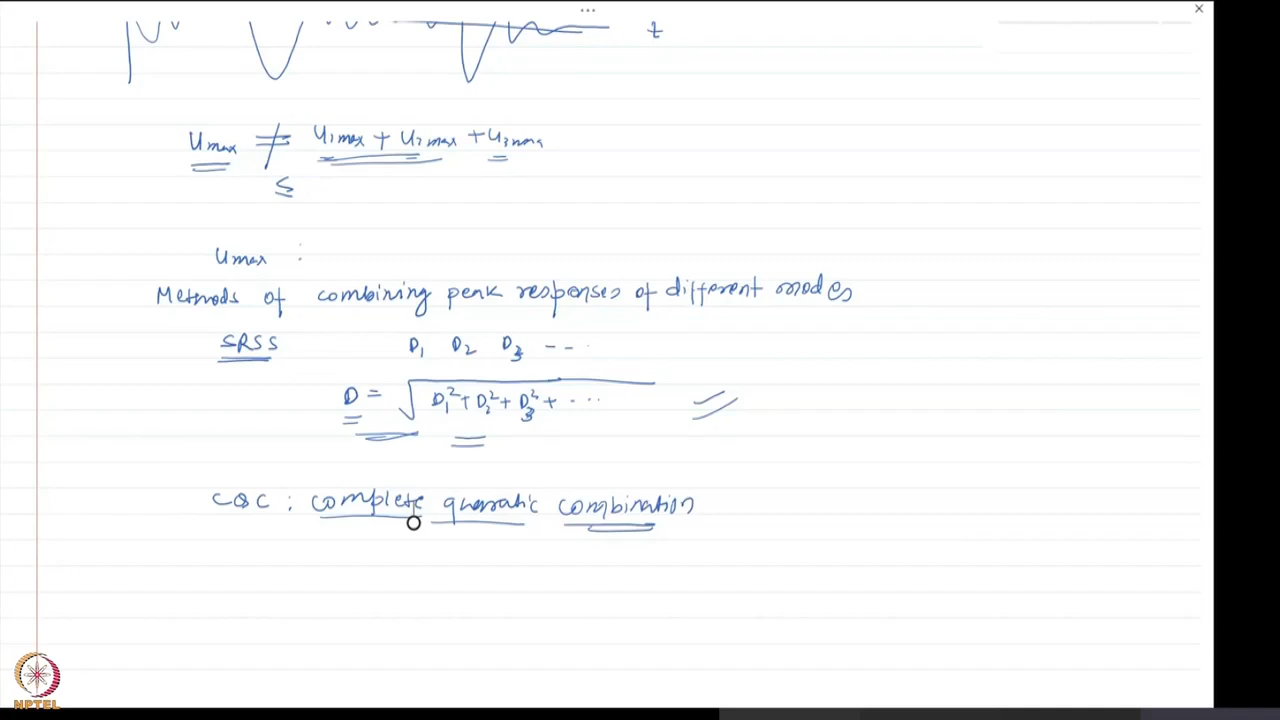 t
Umax ≠ U1max + U2max + U3max
≤
Umax :
Methods of combining peak responses of different modes
SRSS D1 D2 D3 -- ·
D = √ D1² + D2² + D3² + · · ·
CQC : complete quaratic combination
NPTEL